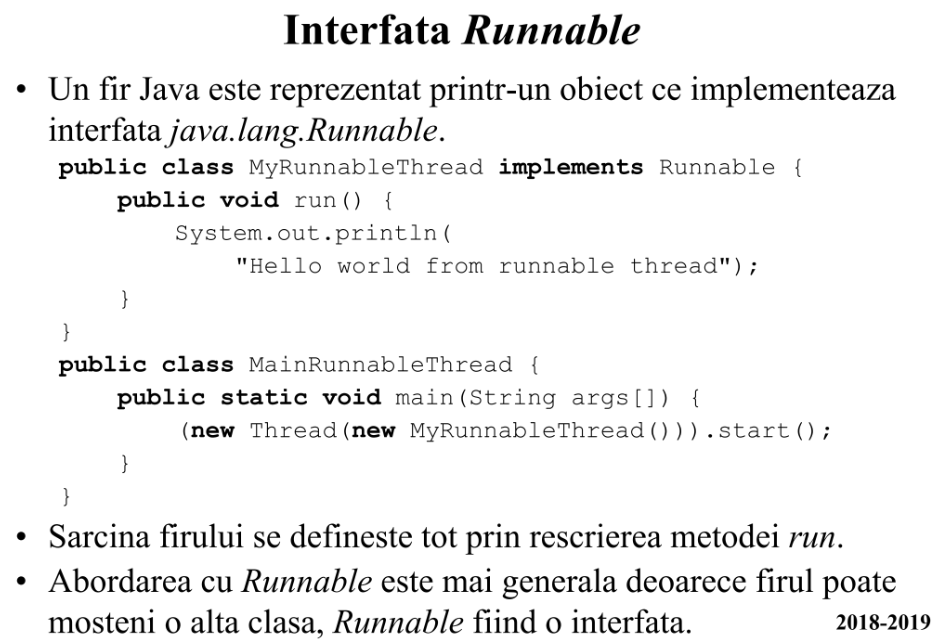 Interfata Runnable
• Un fir Java este reprezentat printr-un obiect ce implementeaza
interfata java.lang.Runnable.
public class MyRunnableThread implements Runnable {
    public void run() {
        System.out.println(
            "Hello world from runnable thread");
    }
}
public class MainRunnableThread {
    public static void main(String args[]) {
        (new Thread(new MyRunnableThread())).start();
    }
}
• Sarcina firului se defineste tot prin rescrierea metodei run.
• Abordarea cu Runnable este mai generala deoarece firul poate
mosteni o alta clasa, Runnable fiind o interfata.
2018-2019